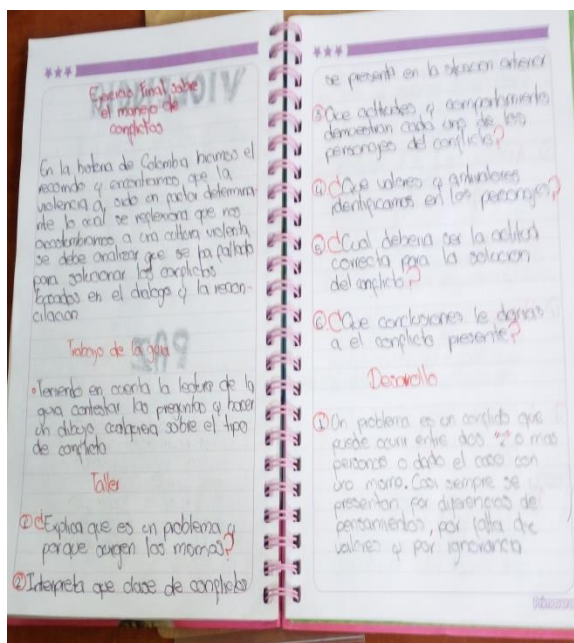 Ejercicio final sobre
el manejo de
conflictos
En la historia de Colombia hicimos el
recorrido y encontramos que la
violencia a sido un factor determina-
nte lo cual se reflexiona que nos
acostumbramos a una cultura violenta
se debe analizar que se ha fallado
para solucionar los conflictos
basados en el dialogo y la recon-
ciliacion
Trabajo de la guia
• Teniendo en cuenta la lectura de la
guia contestar las preguntas y hacer
un dibujo cualquiera sobre el tipo
de conflicto
Taller
① ¿Explica que es un problema y
porque surgen los mismos?
② Interpreta que clase de conflictos
se presenta en la situacion anterior
③ Que actitudes y comportamientos
demuestran cada uno de los
personajes del conflicto?
④ ¿Que valores y antivalores
identificamos en los personajes?
⑤ ¿Cual deberia ser la actitud
correcta para la solucion
del conflicto?
⑥ ¿Que conclusiones le darias
a el conflicto presente?
Desarrollo
① Un problema es un conflicto que
puede ocurrir entre dos "2" o mas
personas o dado el caso con
uno mismo. Casi siempre se
presentan por diferencias de
pensamientos, por falta de
valores y por ignorancia